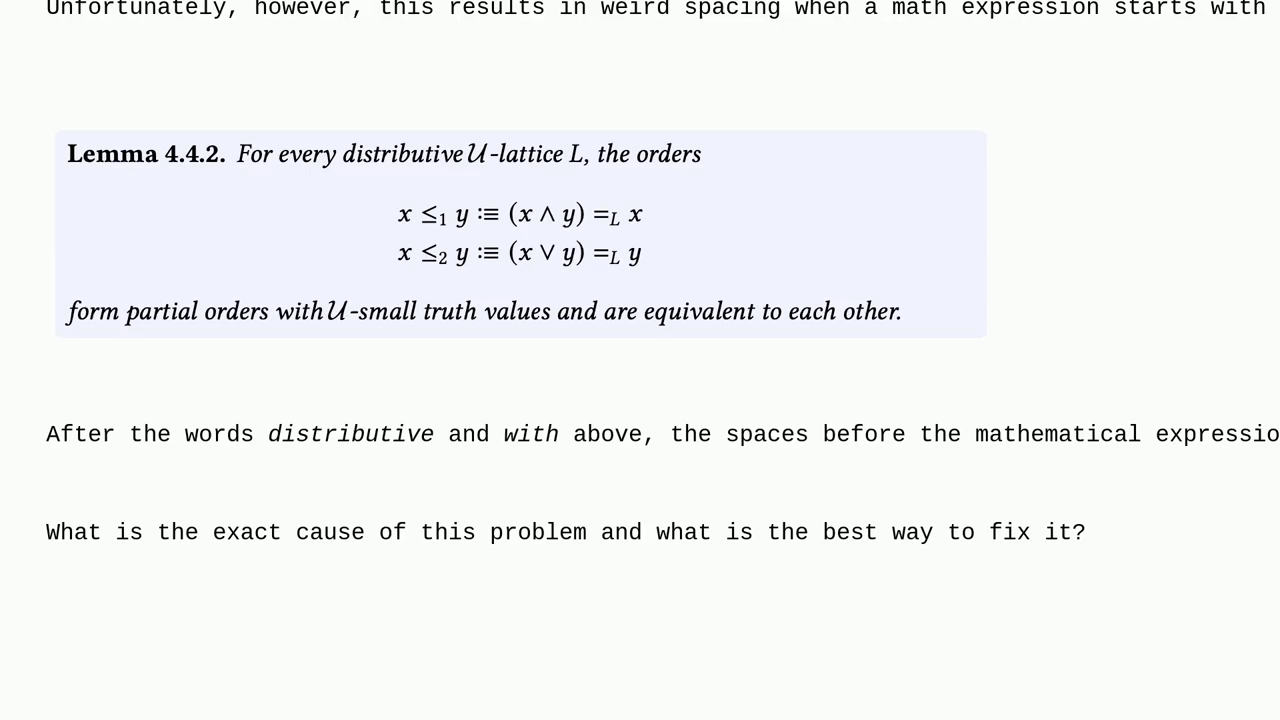 Unfortunately, however, this results in weird spacing when a math expression starts with
Lemma 4.4.2. For every distributive 𝒰-lattice L, the orders
x ≤₁ y :≡ (x ∧ y) =_L x
x ≤₂ y :≡ (x ∨ y) =_L y
form partial orders with 𝒰-small truth values and are equivalent to each other.
After the words distributive and with above, the spaces before the mathematical expressio
What is the exact cause of this problem and what is the best way to fix it?